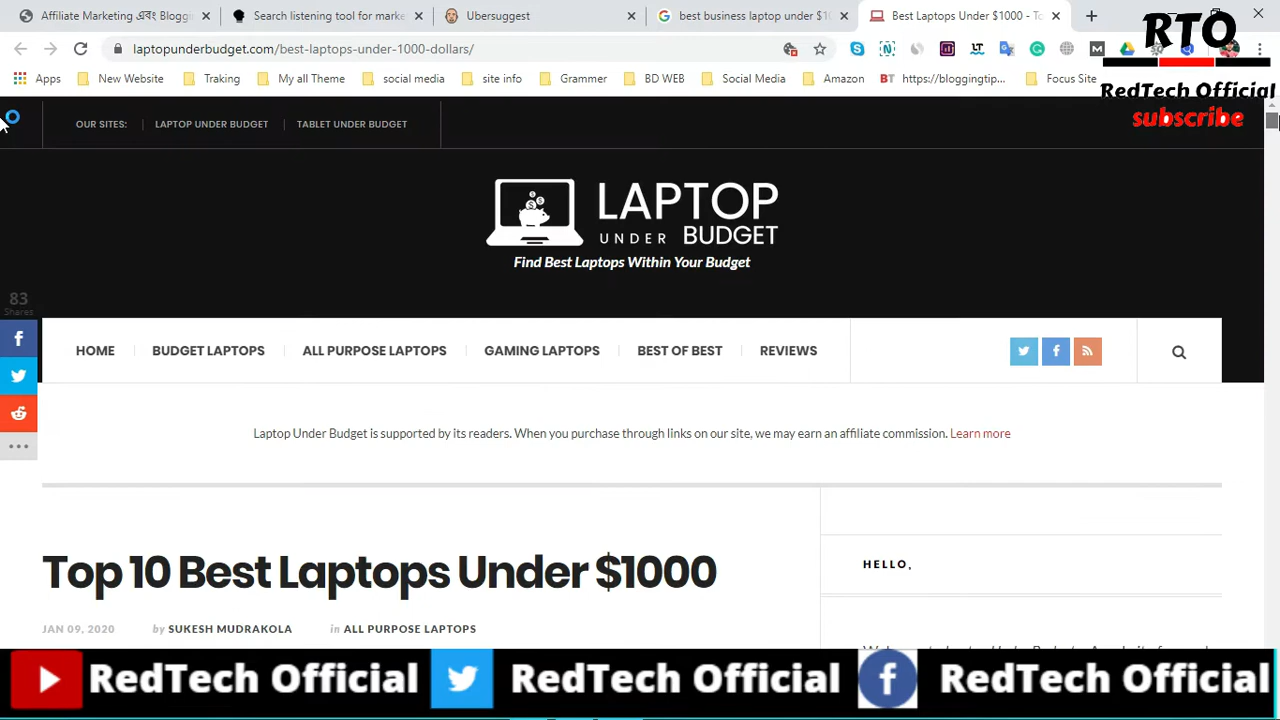 Affiliate Marketing এবং Bloggi
Search listening tool for marke
Ubersuggest
best business laptop under $1
Best Laptops Under $1000 - To
RTO
laptopunderbudget.com/best-laptops-under-1000-dollars/
Apps
New Website
Traking
My all Theme
social media
site info
Grammer
BD WEB
Social Media
Amazon
https://bloggingtip...
Focus Site
RedTech Official
subscribe
OUR SITES:
LAPTOP UNDER BUDGET
TABLET UNDER BUDGET
LAPTOP
UNDER BUDGET
Find Best Laptops Within Your Budget
83
Shares
HOME
BUDGET LAPTOPS
ALL PURPOSE LAPTOPS
GAMING LAPTOPS
BEST OF BEST
REVIEWS
Laptop Under Budget is supported by its readers. When you purchase through links on our site, we may earn an affiliate commission. Learn more
Top 10 Best Laptops Under $1000
HELLO,
JAN 09, 2020 by SUKESH MUDRAKOLA in ALL PURPOSE LAPTOPS
RedTech Official
RedTech Official
RedTech Official